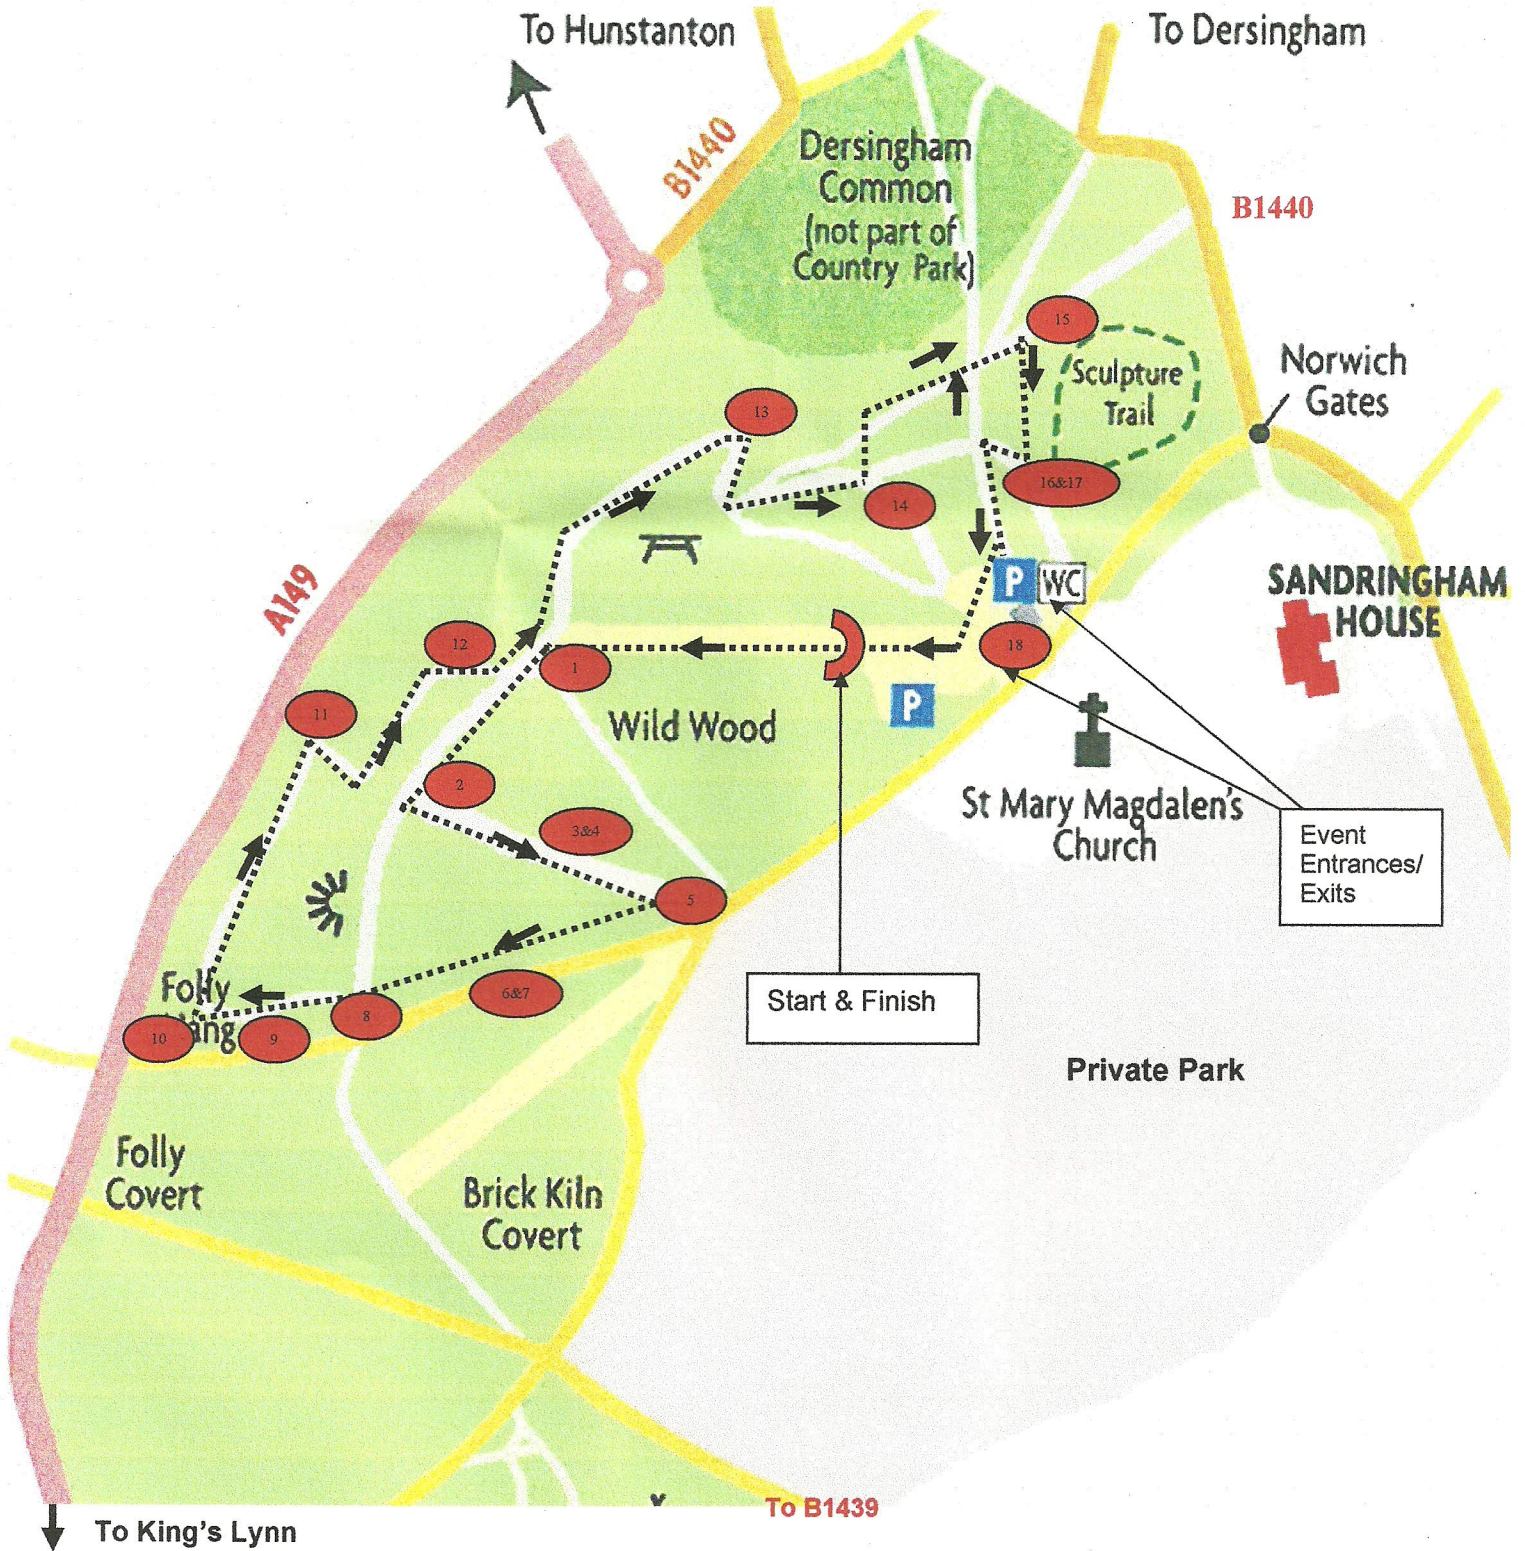 To Hunstanton
To Dersingham
B1440
Dersingham
Common
(not part of
Country Park)
B1440
15
Norwich
Gates
Sculpture
Trail
13
16&17
14
A149
P
WC
SANDRINGHAM
HOUSE
12
18
1
11
P
Wild Wood
2
St Mary Magdalen's
Church
3&4
Event
Entrances/
Exits
5
Folly
Hang
6&7
Start & Finish
8
10
9
Private Park
Folly
Covert
Brick Kiln
Covert
To B1439
To King's Lynn